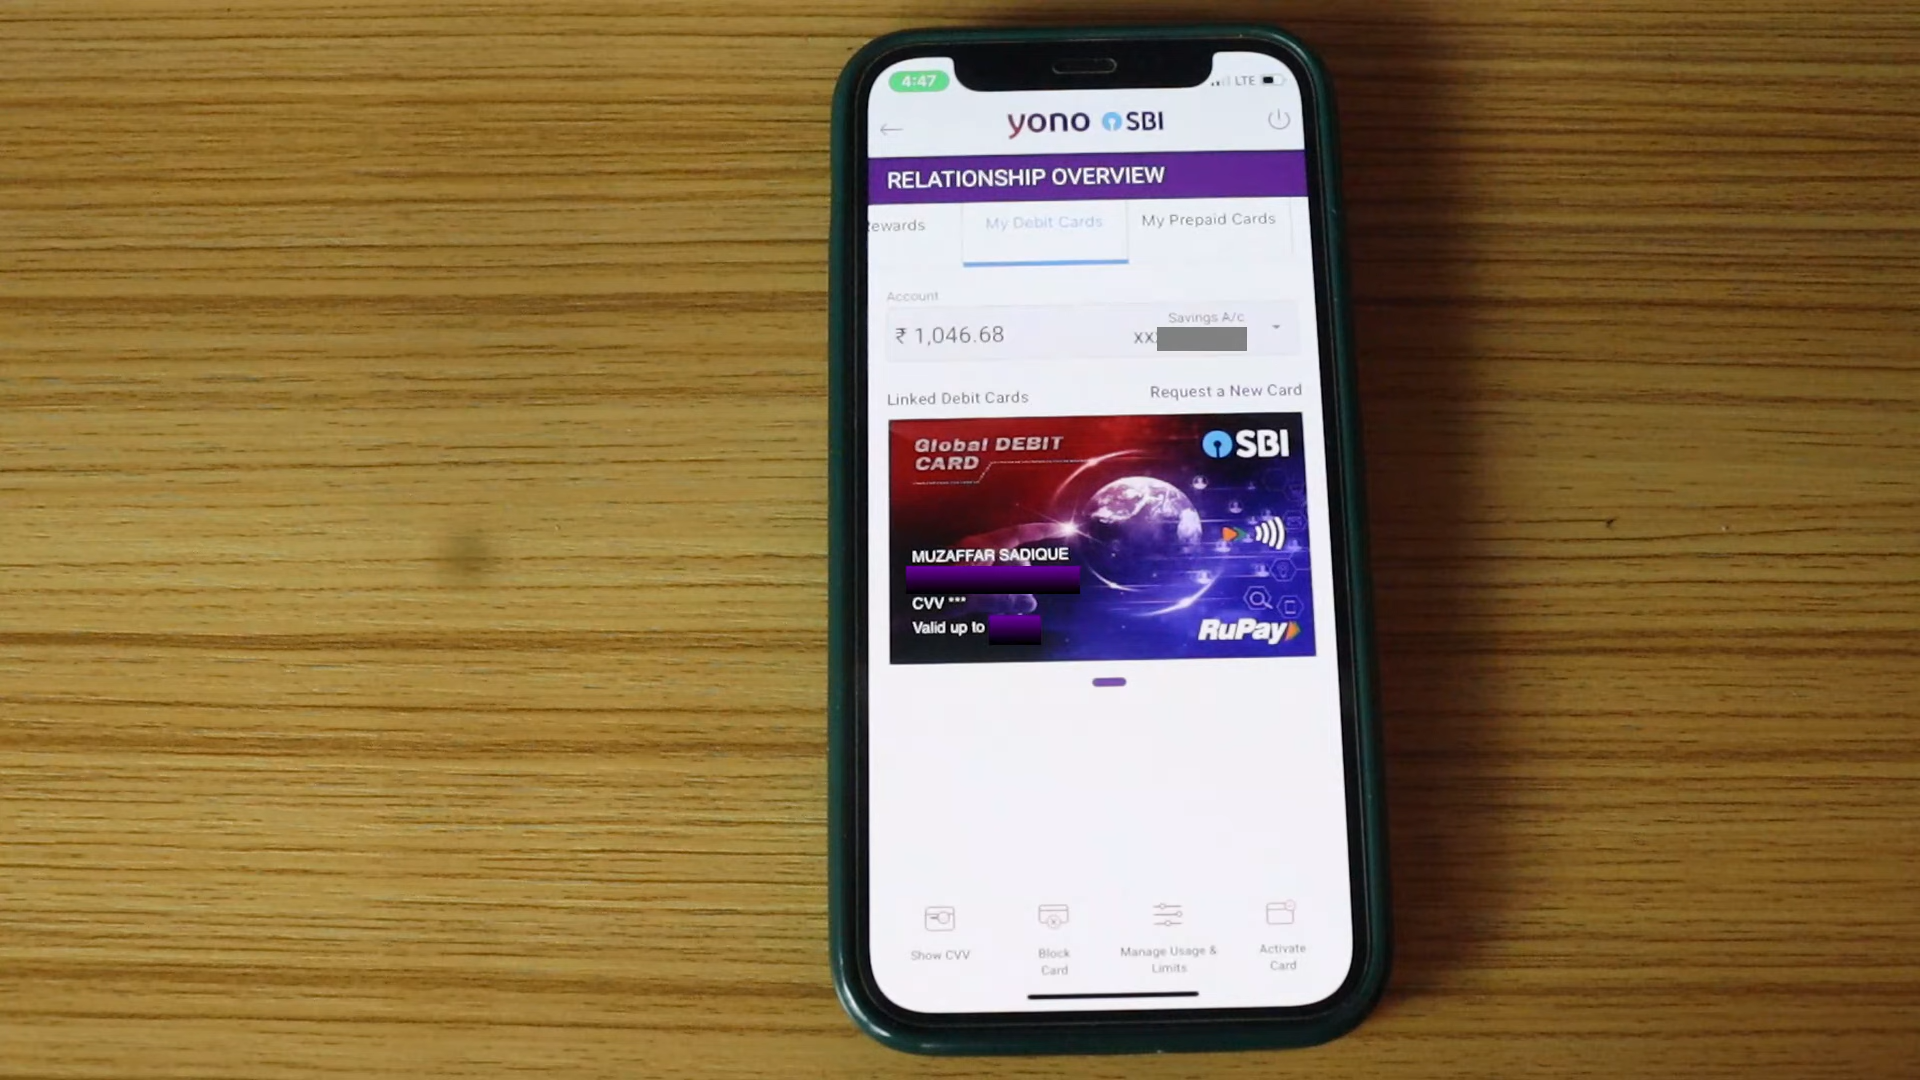 4:47 LTE
yono SBI
RELATIONSHIP OVERVIEW
ewards My Debit Cards My Prepaid Cards
Account
Savings A/c
₹ 1,046.68 xx
Linked Debit Cards Request a New Card
Global DEBIT
CARD
SBI
MUZAFFAR SADIQUE
CVV ***
Valid up to
RuPay
Show CVV
Block
Card
Manage Usage &
Limits
Activate
Card